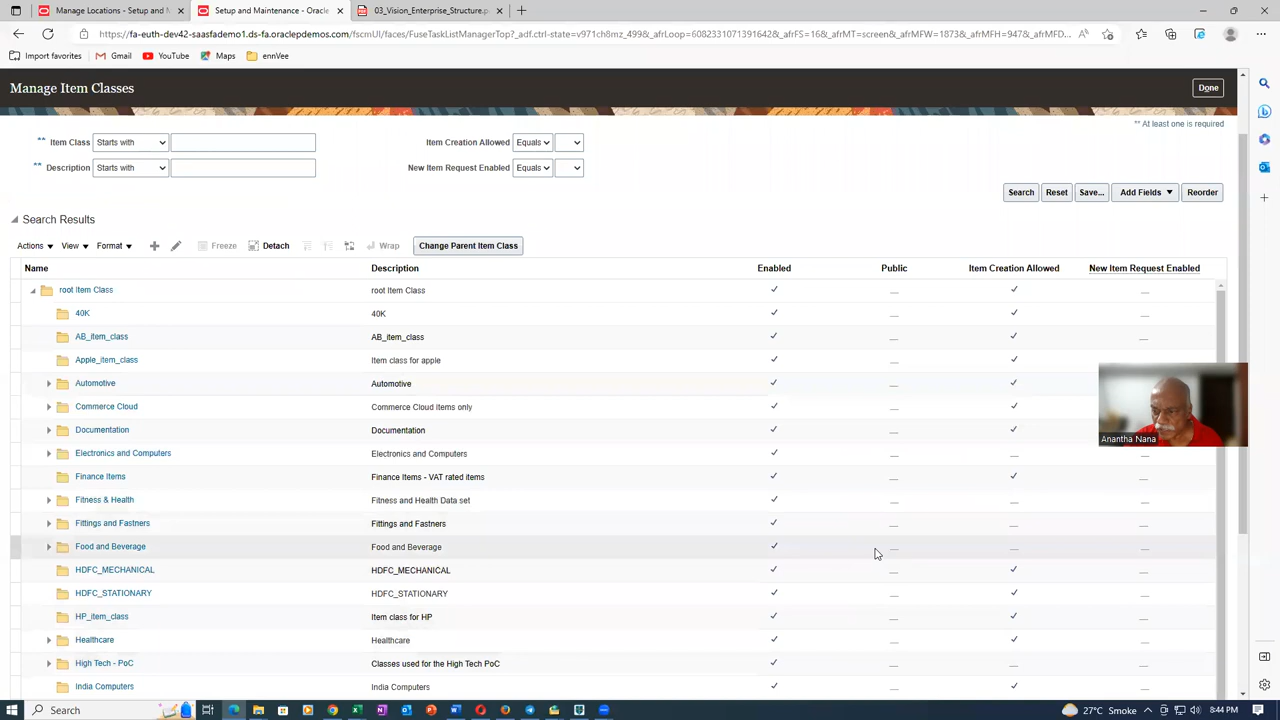 Manage Locations - Setup and M
Setup and Maintenance - Oracle
03_Vision_Enterprise_Structure.p
https://fa-euth-dev42-saasfademo1.ds-fa.oraclepdemos.com/fscmUI/faces/FuseTaskListManagerTop?_adf.ctrl-state=v971ch8mz_499&_afrLoop=60823310713916428&_afrFS=16&_afrMT=screen&_afrMFW=1873&_afrMFH=947&_afrMFD...
Import favorites Gmail YouTube Maps ennVee
Manage Item Classes Done
** At least one is required
** Item Class Starts with Item Creation Allowed Equals
** Description Starts with New Item Request Enabled Equals
Search Reset Save... Add Fields Reorder
Search Results
Actions View Format Freeze Detach Wrap Change Parent Item Class
Name Description Enabled Public Item Creation Allowed New Item Request Enabled
root Item Class root Item Class
40K 40K
AB_item_class AB_item_class
Apple_item_class Item class for apple
Automotive Automotive
Commerce Cloud Commerce Cloud items only
Documentation Documentation
Electronics and Computers Electronics and Computers
Finance Items Finance Items - VAT rated items
Fitness & Health Fitness and Health Data set
Fittings and Fastners Fittings and Fastners
Food and Beverage Food and Beverage
HDFC_MECHANICAL HDFC_MECHANICAL
HDFC_STATIONARY HDFC_STATIONARY
HP_item_class Item class for HP
Healthcare Healthcare
High Tech - PoC Classes used for the High Tech PoC
India Computers India Computers
Anantha Nana
Search 27°C Smoke 8:44 PM